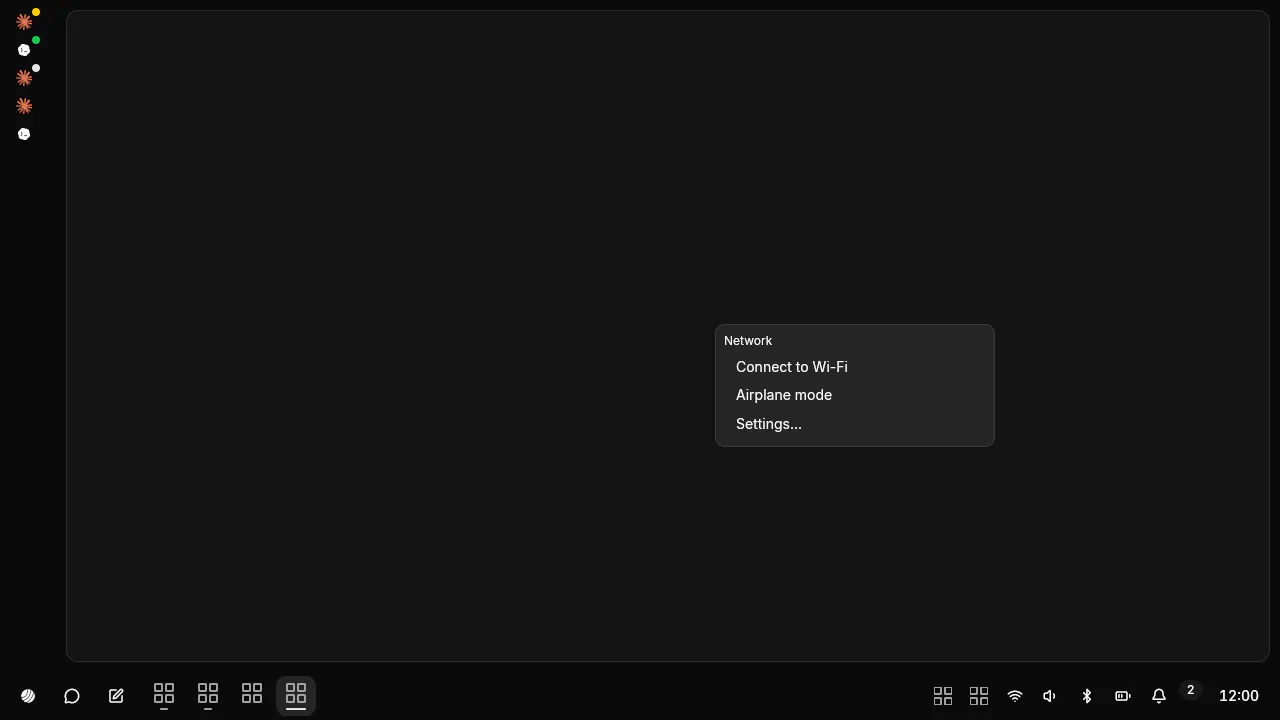 Network
Connect to Wi-Fi
Airplane mode
Settings...
2
12:00